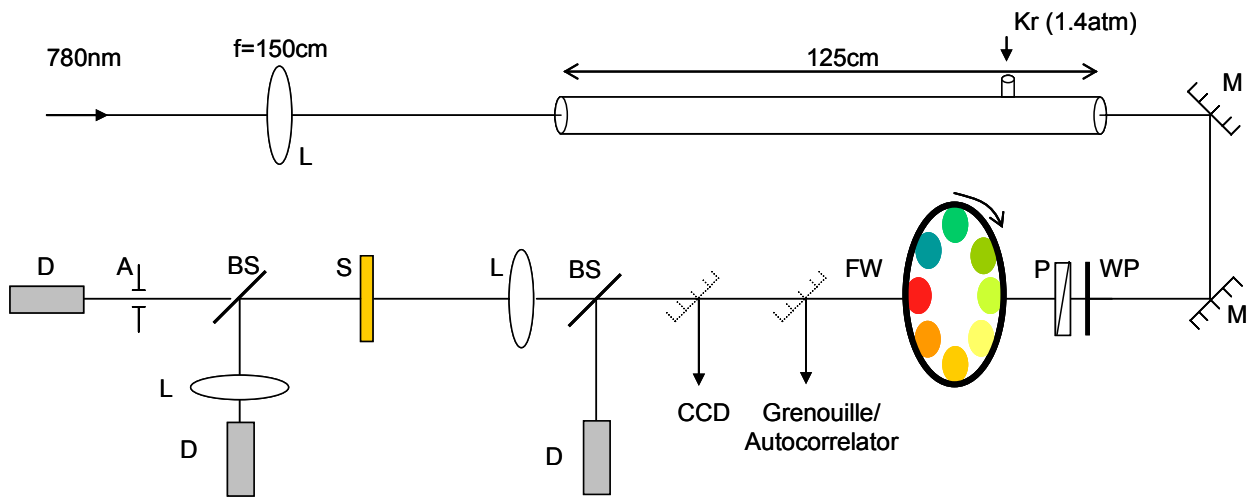 Kr (1.4atm)
780nm
f=150cm
125cm
M
L
D
A
BS
S
L
BS
FW
P
WP
M
L
CCD
Grenouille/
Autocorrelator
D
D